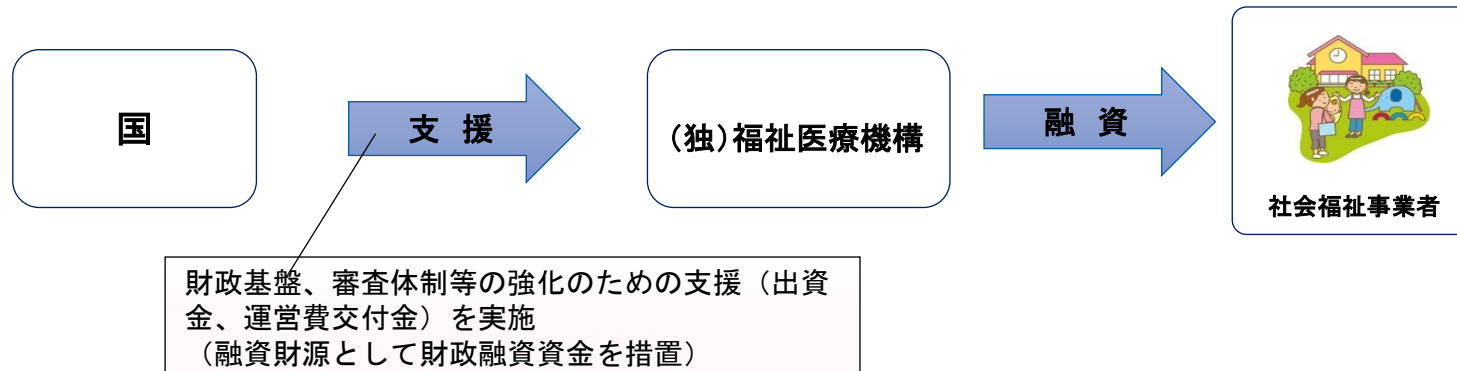 国
支 援
(独)福祉医療機構
融 資
社会福祉事業者
財政基盤、審査体制等の強化のための支援（出資
金、運営費交付金）を実施
（融資財源として財政融資資金を措置）